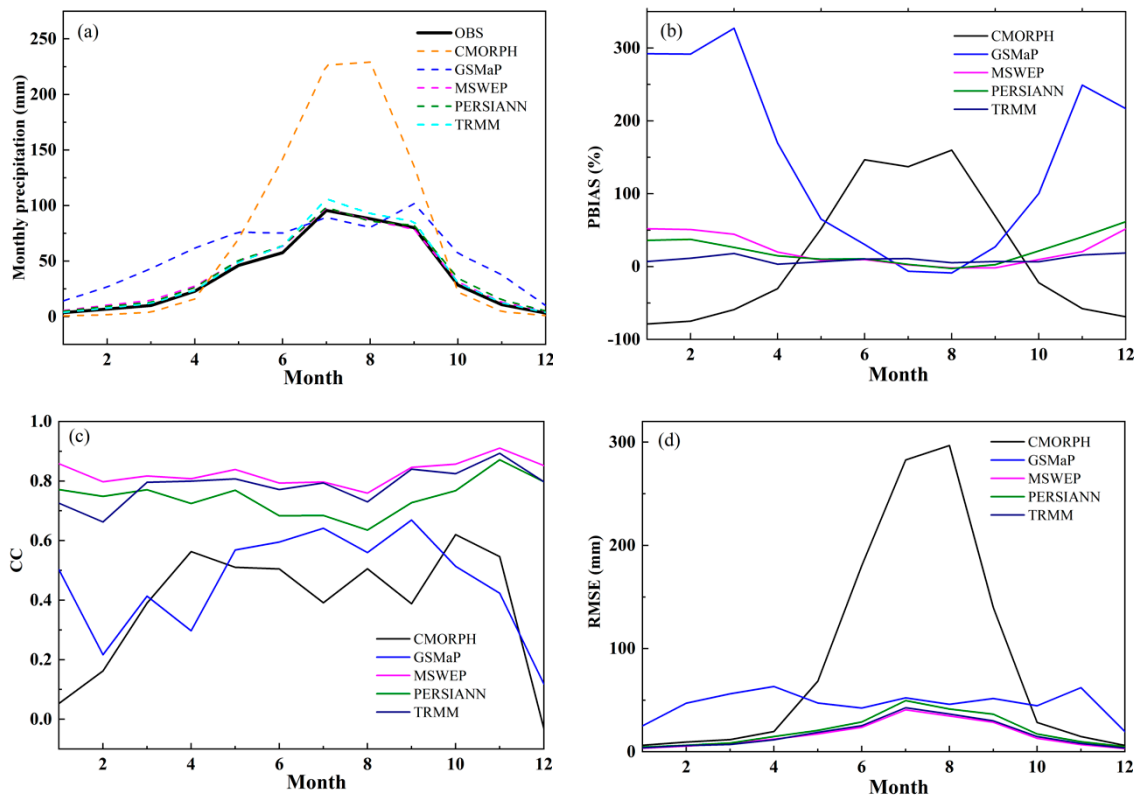 (a)
OBS
CMORPH
GSMaP
MSWEP
PERSIANN
TRMM
Monthly precipitation (mm)
250
200
150
100
50
0
2 4 6 8 10 12
Month
(b)
CMORPH
GSMaP
MSWEP
PERSIANN
TRMM
PBIAS (%)
300
200
100
0
-100
2 4 6 8 10 12
Month
(c)
CMORPH
GSMaP
MSWEP
PERSIANN
TRMM
CC
1.0
0.8
0.6
0.4
0.2
0.0
2 4 6 8 10 12
Month
(d)
CMORPH
GSMaP
MSWEP
PERSIANN
TRMM
RMSE (mm)
300
200
100
0
2 4 6 8 10 12
Month